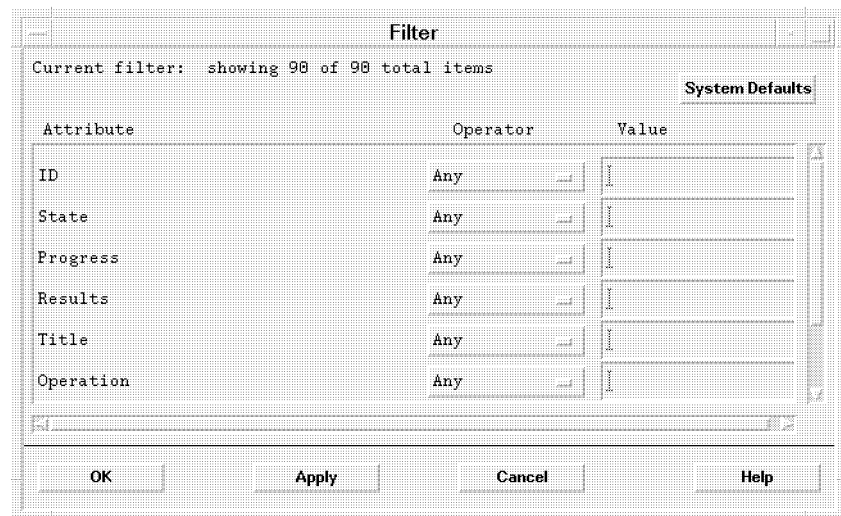 Filter
Current filter: showing 90 of 90 total items
System Defaults
Attribute Operator Value
ID Any
State Any
Progress Any
Results Any
Title Any
Operation Any
OK Apply Cancel Help